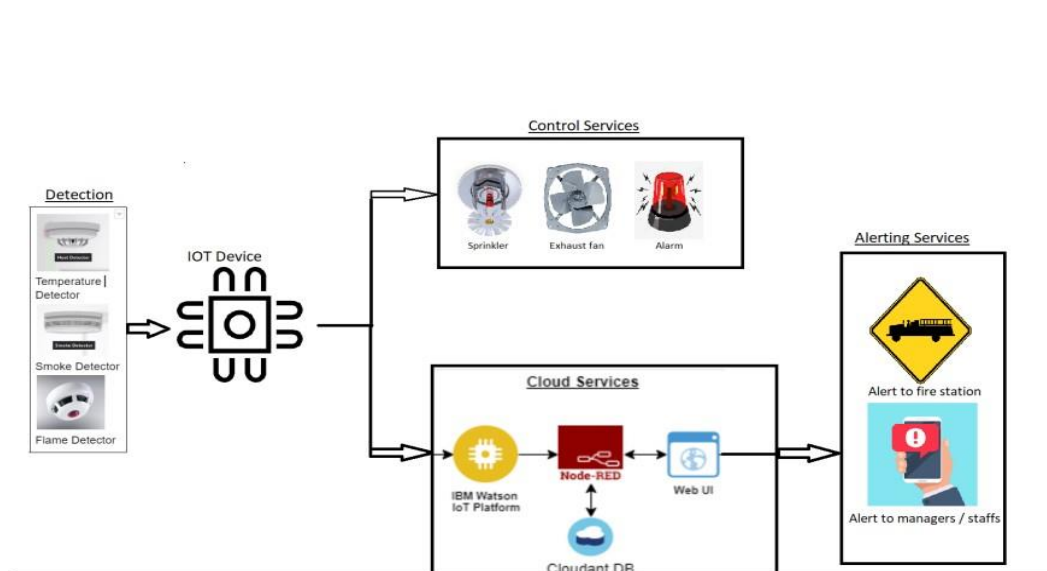 Control Services
Sprinkler
Exhaust fan
Alarm
Detection
Heat Detector
Temperature
Detector
Smoke Detector
Smoke Detector
Flame Detector
IOT Device
Cloud Services
IBM Watson
IoT Platform
Node-RED
Web UI
Cloudant DB
Alerting Services
Alert to fire station
Alert to managers / staffs